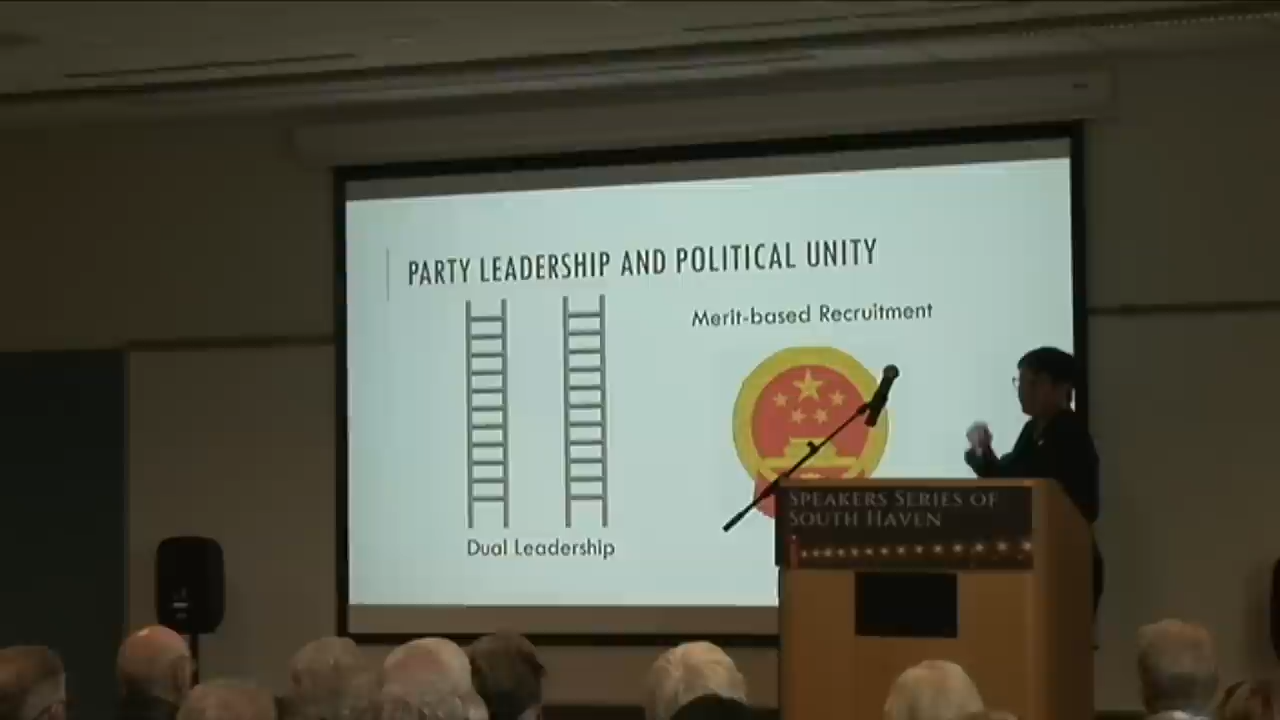 PARTY LEADERSHIP AND POLITICAL UNITY
Merit-based Recruitment
Dual Leadership
SPEAKERS SERIES OF
SOUTH HAVEN